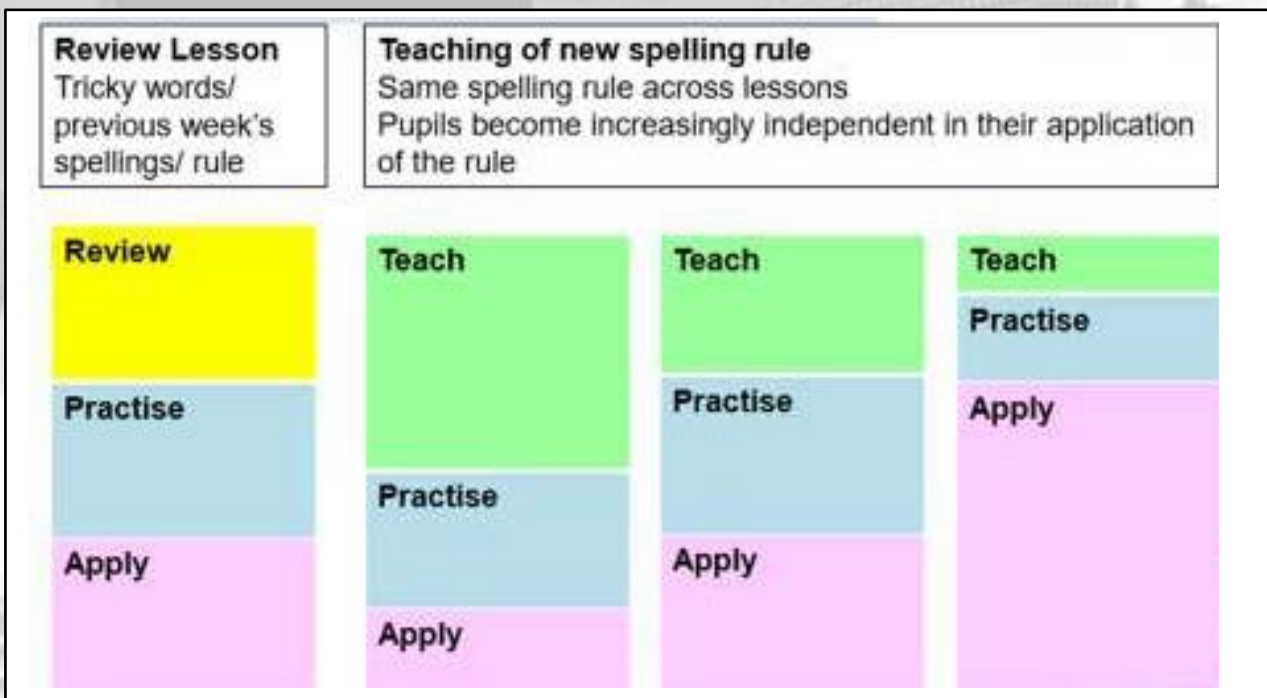 Review Lesson
Tricky words/
previous week's
spellings/ rule
Teaching of new spelling rule
Same spelling rule across lessons
Pupils become increasingly independent in their application
of the rule
Review
Practise
Apply
Teach
Practise
Apply
Teach
Practise
Apply
Teach
Practise
Apply